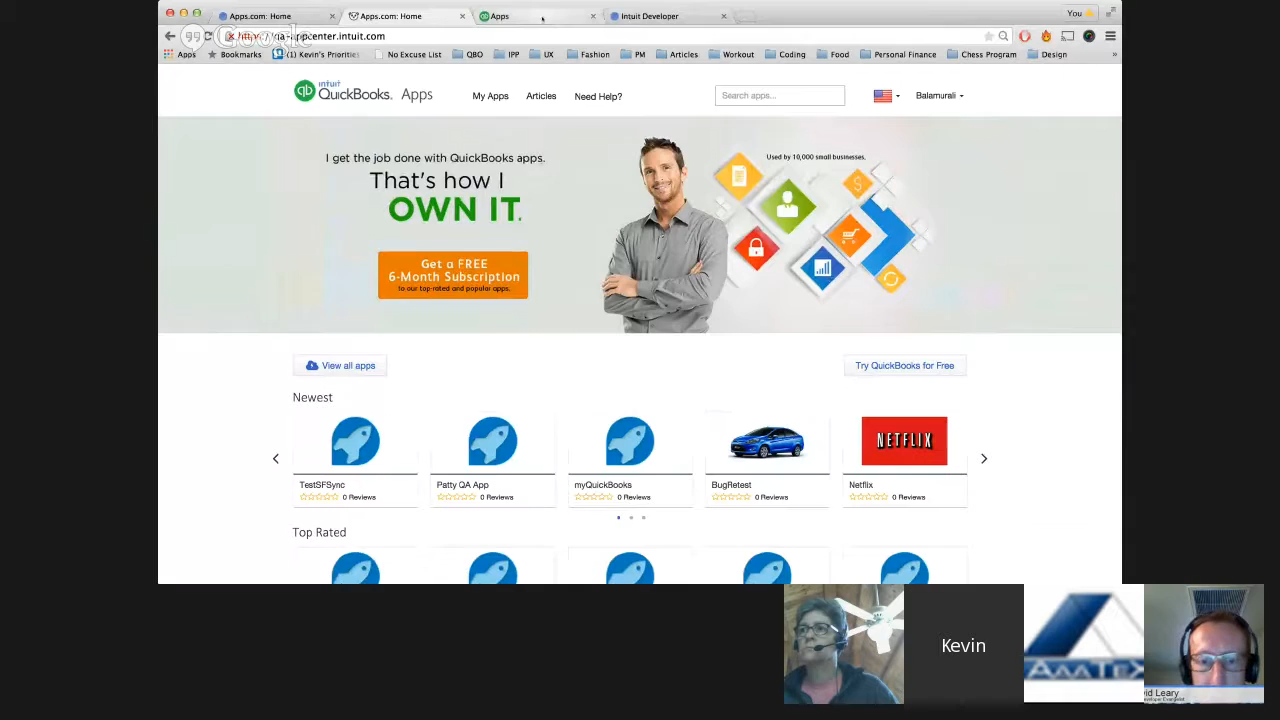 Apps.com: Home
Apps.com: Home
Apps
Intuit Developer
You
Google
https://qa-appcenter.intuit.com
Apps
Bookmarks
(1) Kevin's Priorities
No Excuse List
QBO
IPP
UX
Fashion
PM
Articles
Workout
Coding
Food
Personal Finance
Chess Program
Design
intuit
qb QuickBooks. Apps
My Apps
Articles
Need Help?
Search apps...
Balamurali
I get the job done with QuickBooks apps.
That's how I
OWN IT.
Used by 10,000 small businesses.
Get a FREE
6-Month Subscription
to our top-rated and popular apps.
View all apps
Try QuickBooks for Free
Newest
NETFLIX
TestSFSync
0 Reviews
Patty QA App
0 Reviews
myQuickBooks
0 Reviews
BugRetest
0 Reviews
Netflix
0 Reviews
Top Rated
Kevin
vid Leary